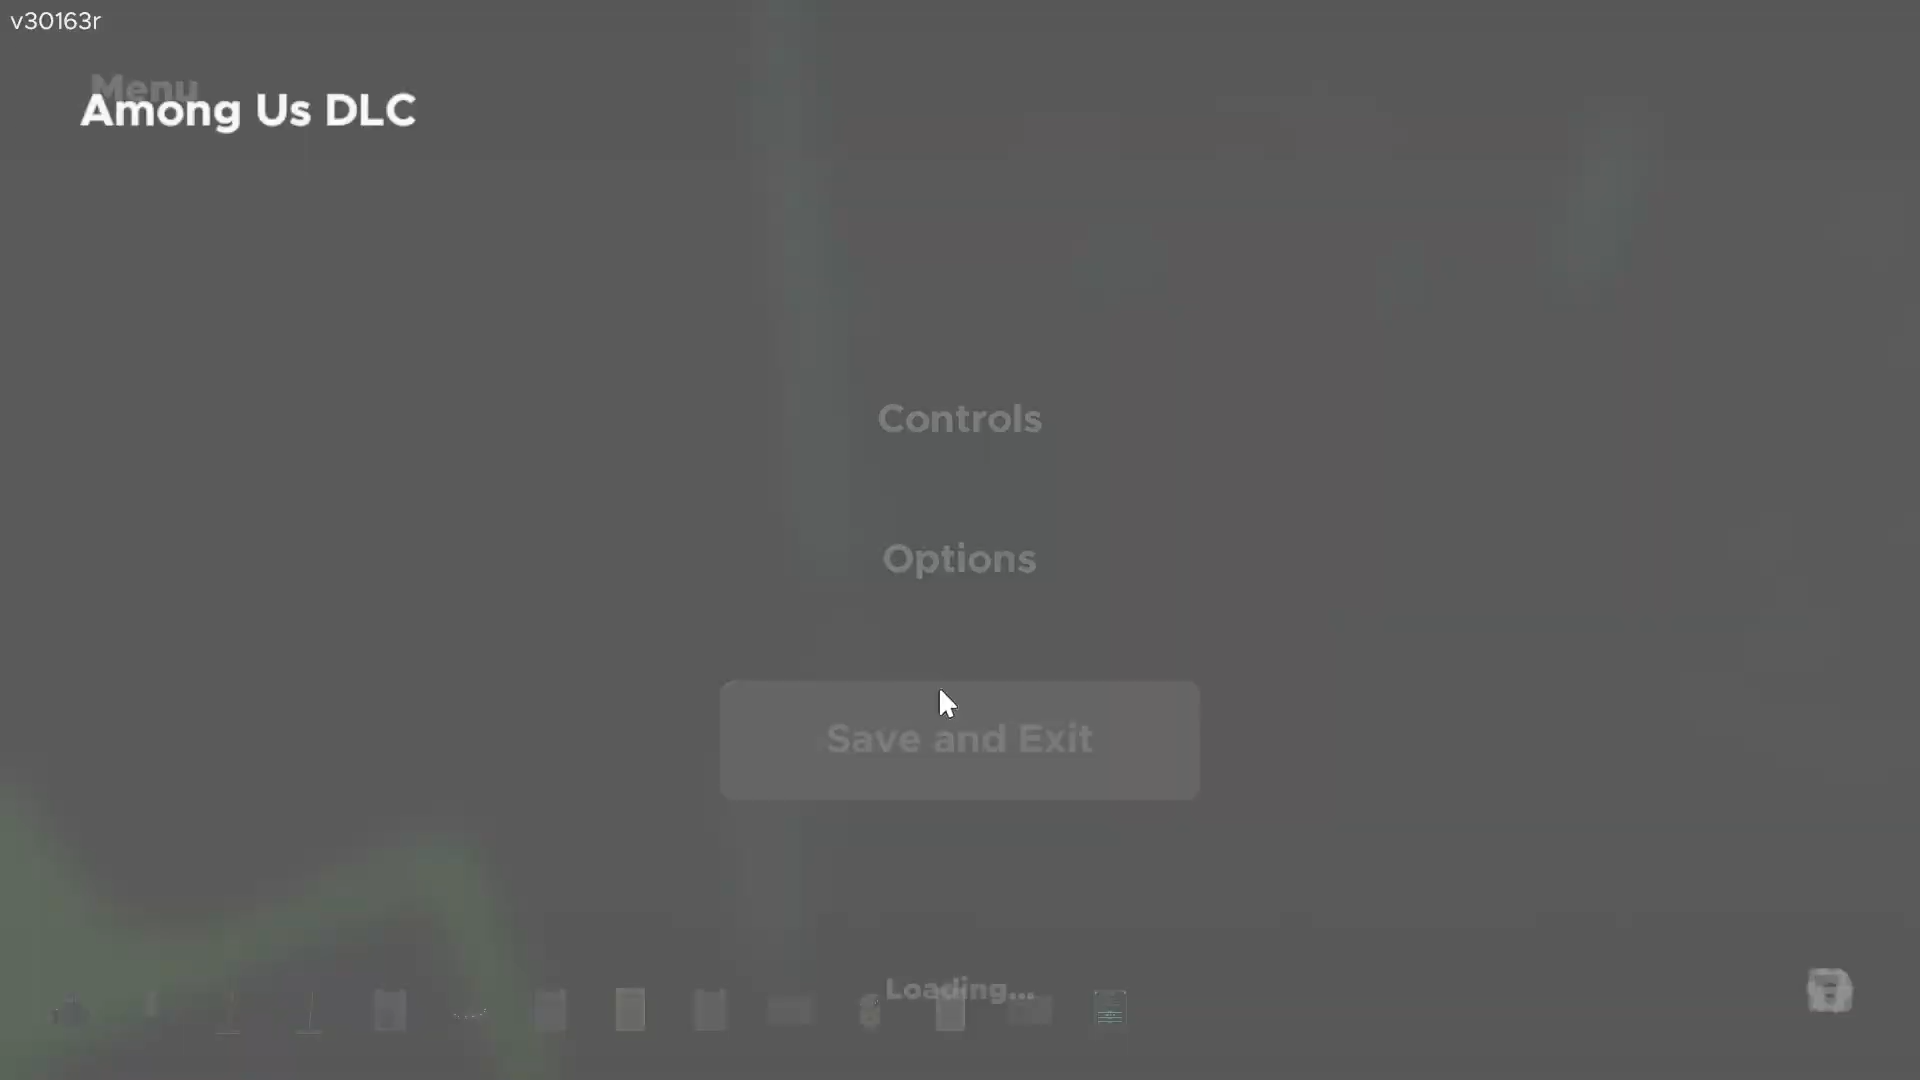 v30163r
Menu
Among Us DLC
Controls
Options
Save and Exit
Loading...